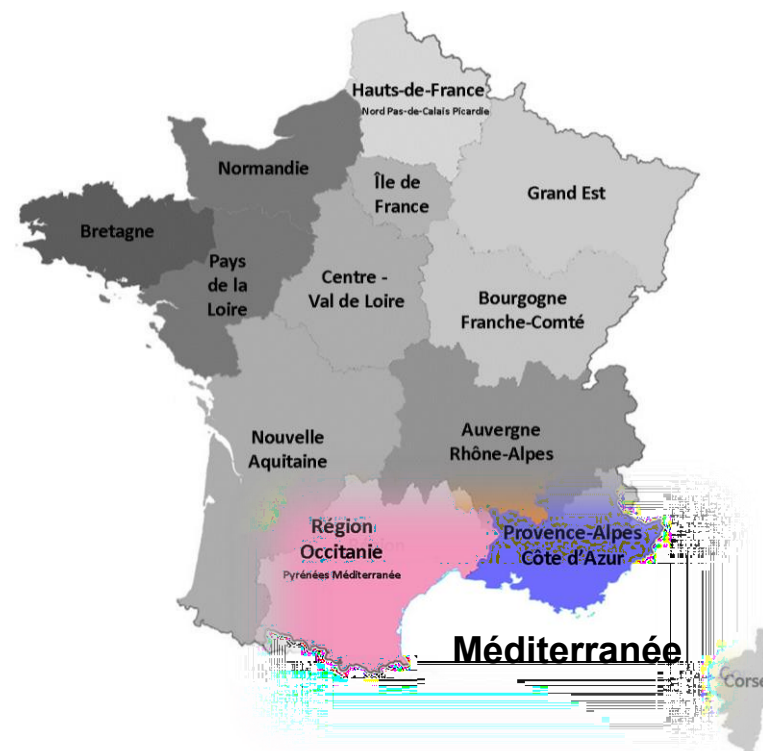 Hauts-de-France
Nord Pas-de-Calais Picardie
Normandie
Île de
France
Grand Est
Bretagne
Pays
de la
Loire
Centre -
Val de Loire
Bourgogne
Franche-Comté
Nouvelle
Aquitaine
Auvergne
Rhône-Alpes
Région
Occitanie
Pyrénées Méditerranée
Provence-Alpes
Côte d'Azur
Méditerranée
Corse